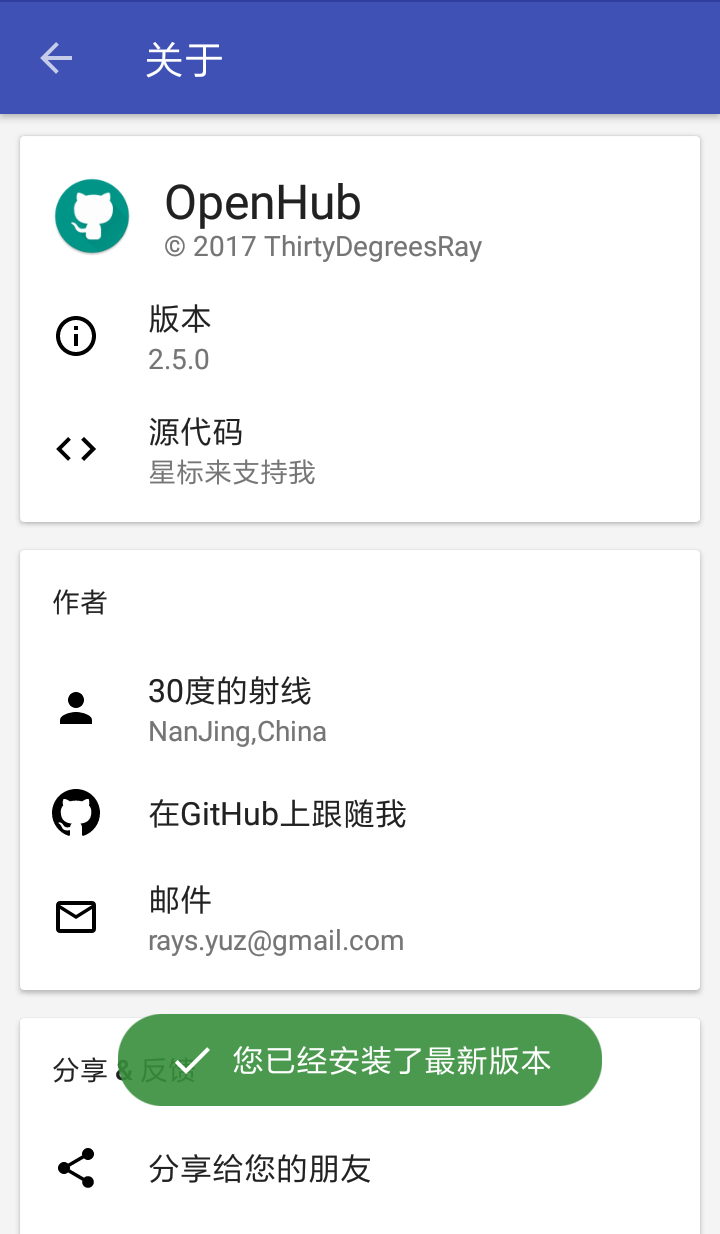 关于
OpenHub
© 2017 ThirtyDegreesRay
版本
2.5.0
源代码
星标来支持我
作者
30度的射线
NanJing,China
在GitHub上跟随我
邮件
rays.yuz@gmail.com
分享 & 反馈
您已经安装了最新版本
分享给您的朋友